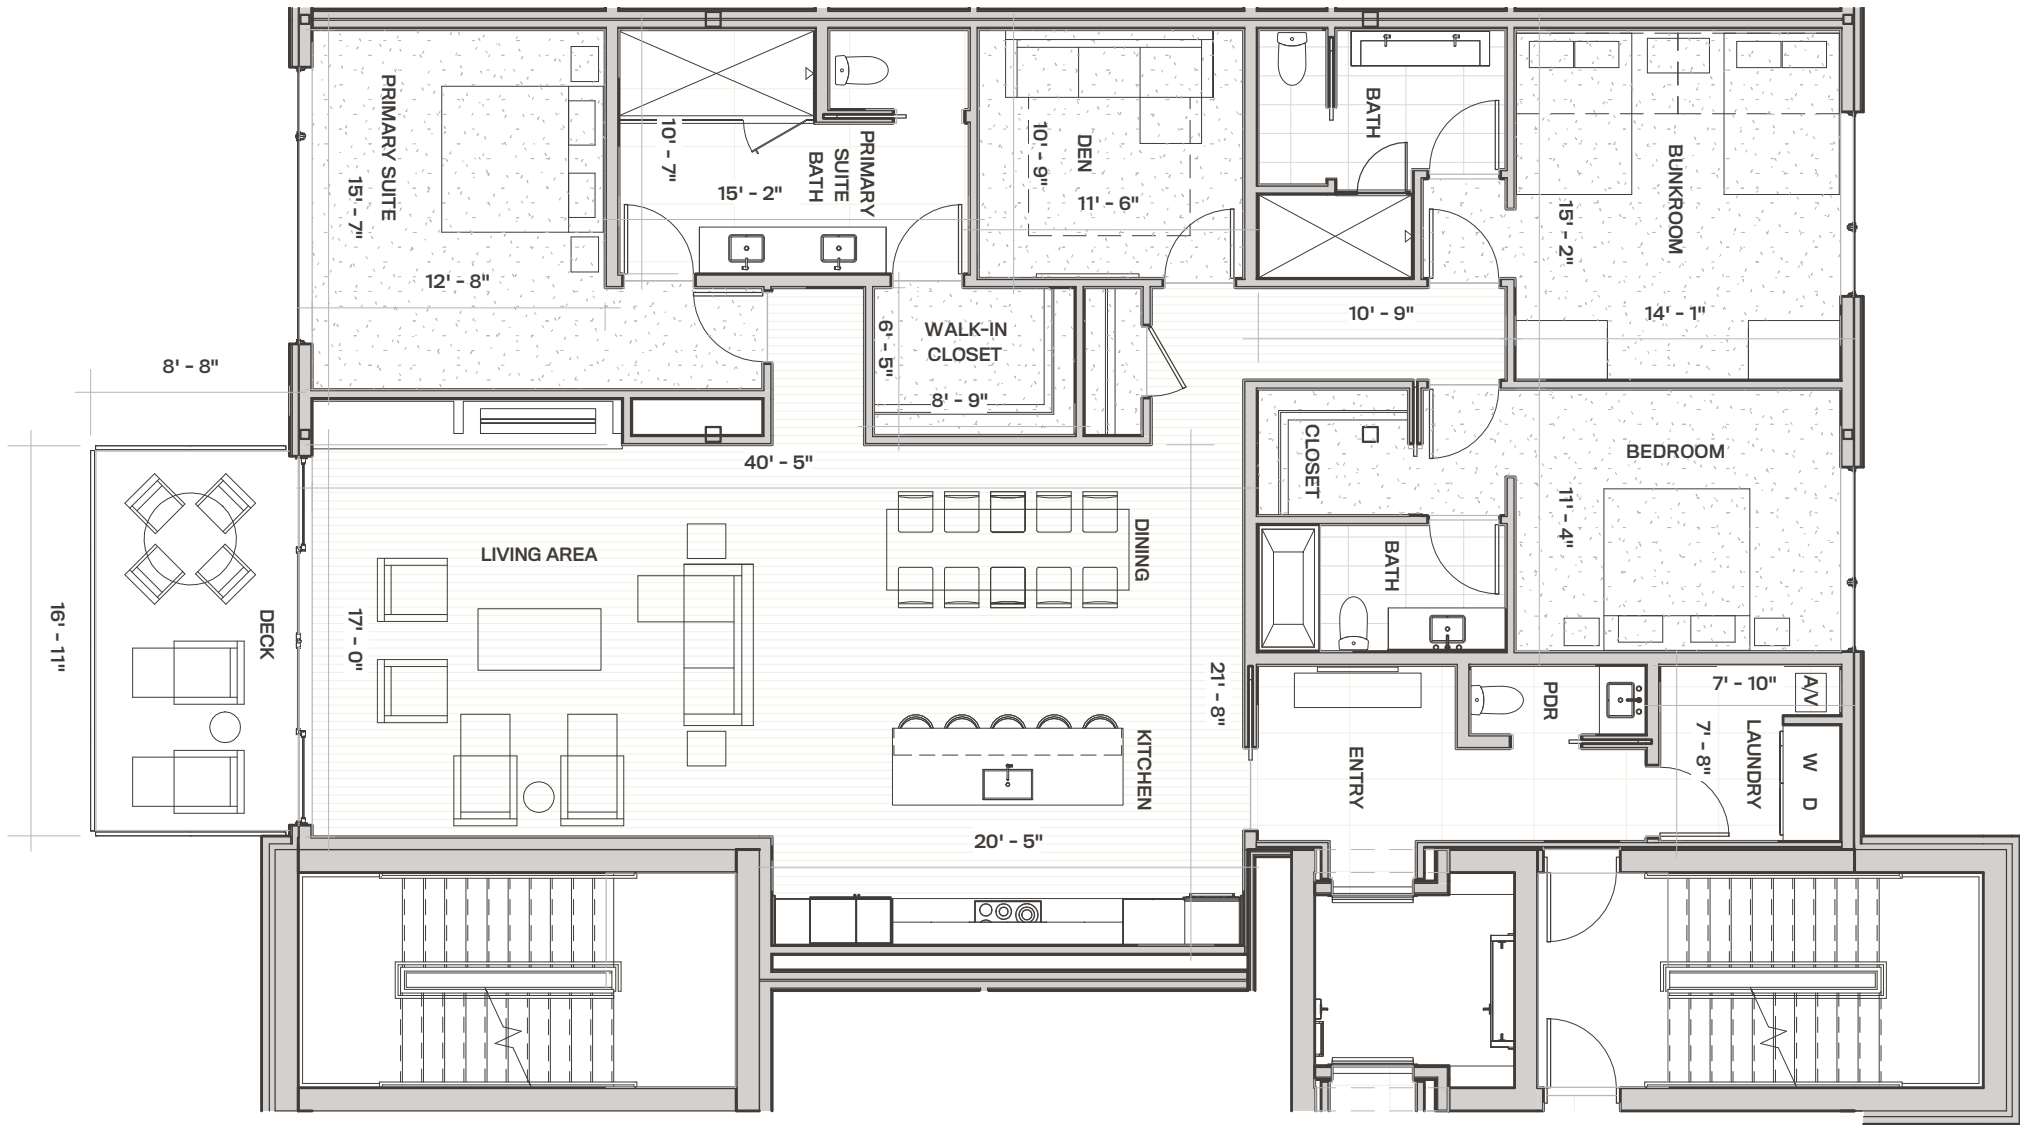 PRIMARY SUITE
15' - 7"
12' - 8"
10' - 7"
15' - 2"
PRIMARY
SUITE
BATH
DEN
10' - 9"
11' - 6"
BATH
BUNKROOM
15' - 2"
14' - 1"
10' - 9"
WALK-IN
CLOSET
6' - 5"
8' - 9"
8' - 8"
40' - 5"
CLOSET
BEDROOM
11' - 4"
BATH
LIVING AREA
DINING
DECK
16' - 11"
17' - 0"
21' - 8"
KITCHEN
20' - 5"
ENTRY
PDR
7' - 10"
A/V
7' - 8"
LAUNDRY
W D